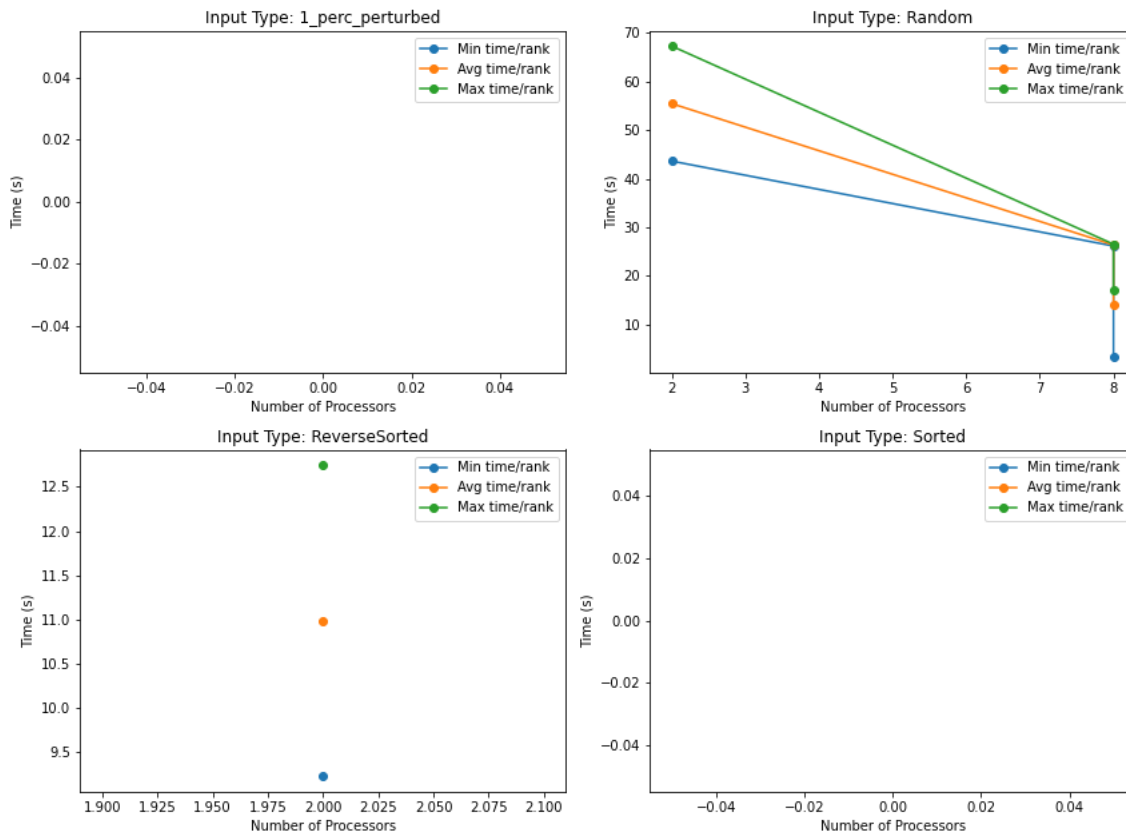 Input Type: 1_perc_perturbed
Min time/rank
Avg time/rank
Max time/rank
0.04
0.02
0.00
−0.02
−0.04
Time (s)
−0.04
−0.02
0.00
0.02
0.04
Number of Processors
Input Type: Random
Min time/rank
Avg time/rank
Max time/rank
70
60
50
40
30
20
10
Time (s)
2
3
4
5
6
7
8
Number of Processors
Input Type: ReverseSorted
Min time/rank
Avg time/rank
Max time/rank
12.5
12.0
11.5
11.0
10.5
10.0
9.5
Time (s)
1.900
1.925
1.950
1.975
2.000
2.025
2.050
2.075
2.100
Number of Processors
Input Type: Sorted
Min time/rank
Avg time/rank
Max time/rank
0.04
0.02
0.00
−0.02
−0.04
Time (s)
−0.04
−0.02
0.00
0.02
0.04
Number of Processors